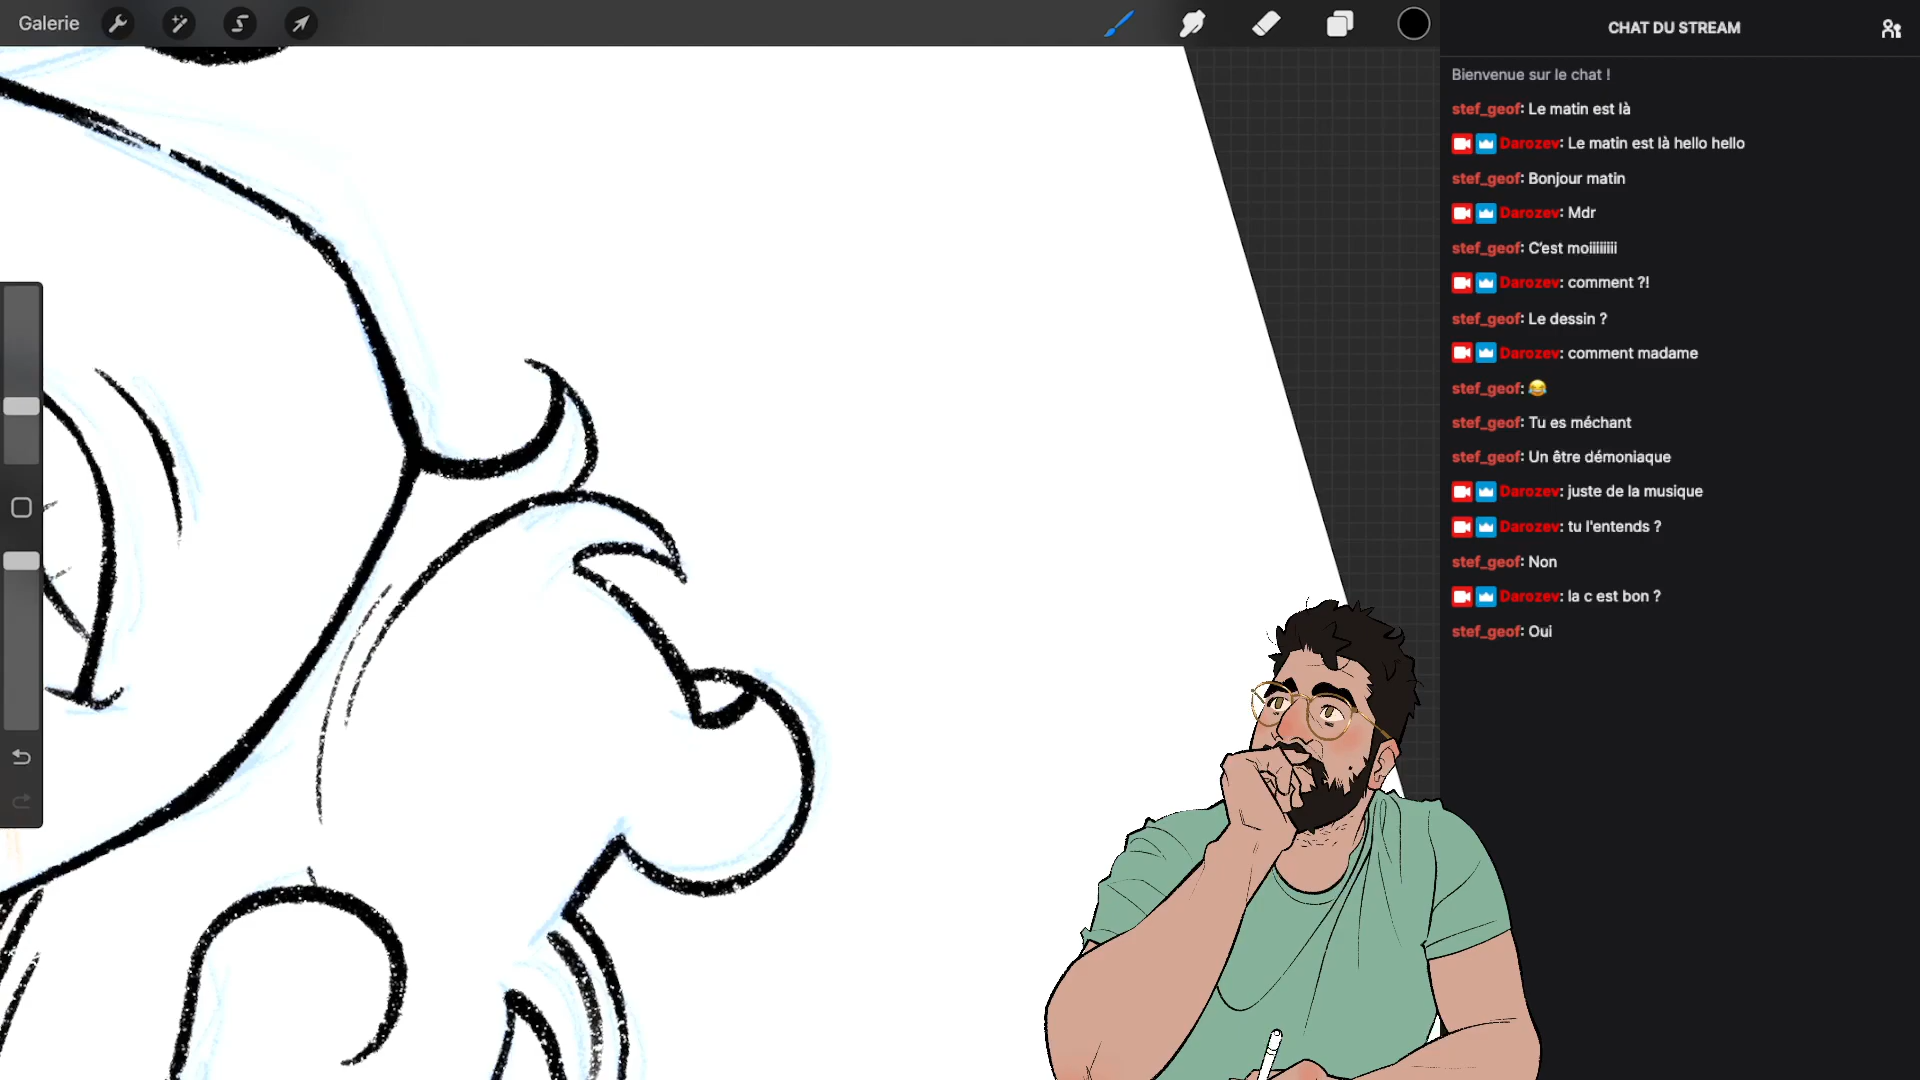 Galerie
CHAT DU STREAM
Bienvenue sur le chat !
stef_geof: Le matin est là
Darozev: Le matin est là hello hello
stef_geof: Bonjour matin
Darozev: Mdr
stef_geof: C'est moiiiiiiiii
Darozev: comment ?!
stef_geof: Le dessin ?
Darozev: comment madame
stef_geof: 😂
stef_geof: Tu es méchant
stef_geof: Un être démoniaque
Darozev: juste de la musique
Darozev: tu l'entends ?
stef_geof: Non
Darozev: la c est bon ?
stef_geof: Oui